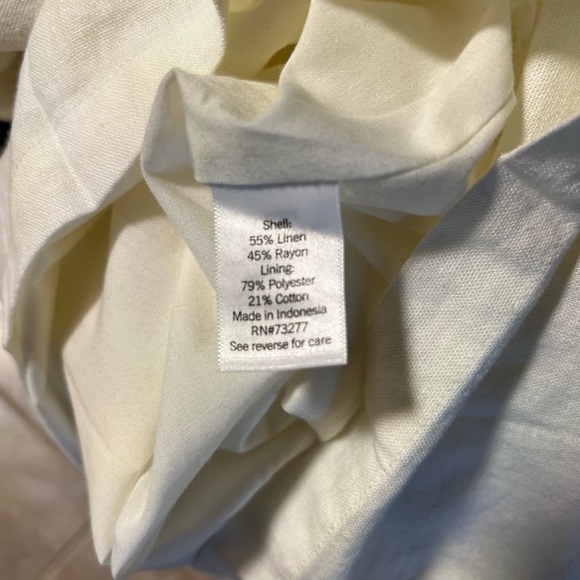 Shell:
55% Linen
45% Rayon
Lining:
79% Polyester
21% Cotton
Made in Indonesia
RN#73277
See reverse for care